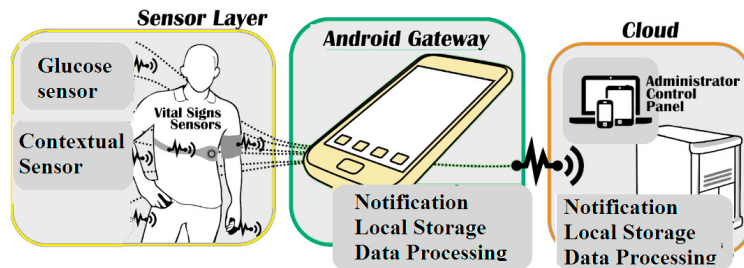 Sensor Layer
Glucose
sensor
Contextual
Sensor
Vital Signs
Sensors
Android Gateway
Notification
Local Storage
Data Processing
Cloud
Administrator
Control
Panel
Notification
Local Storage
Data Processing